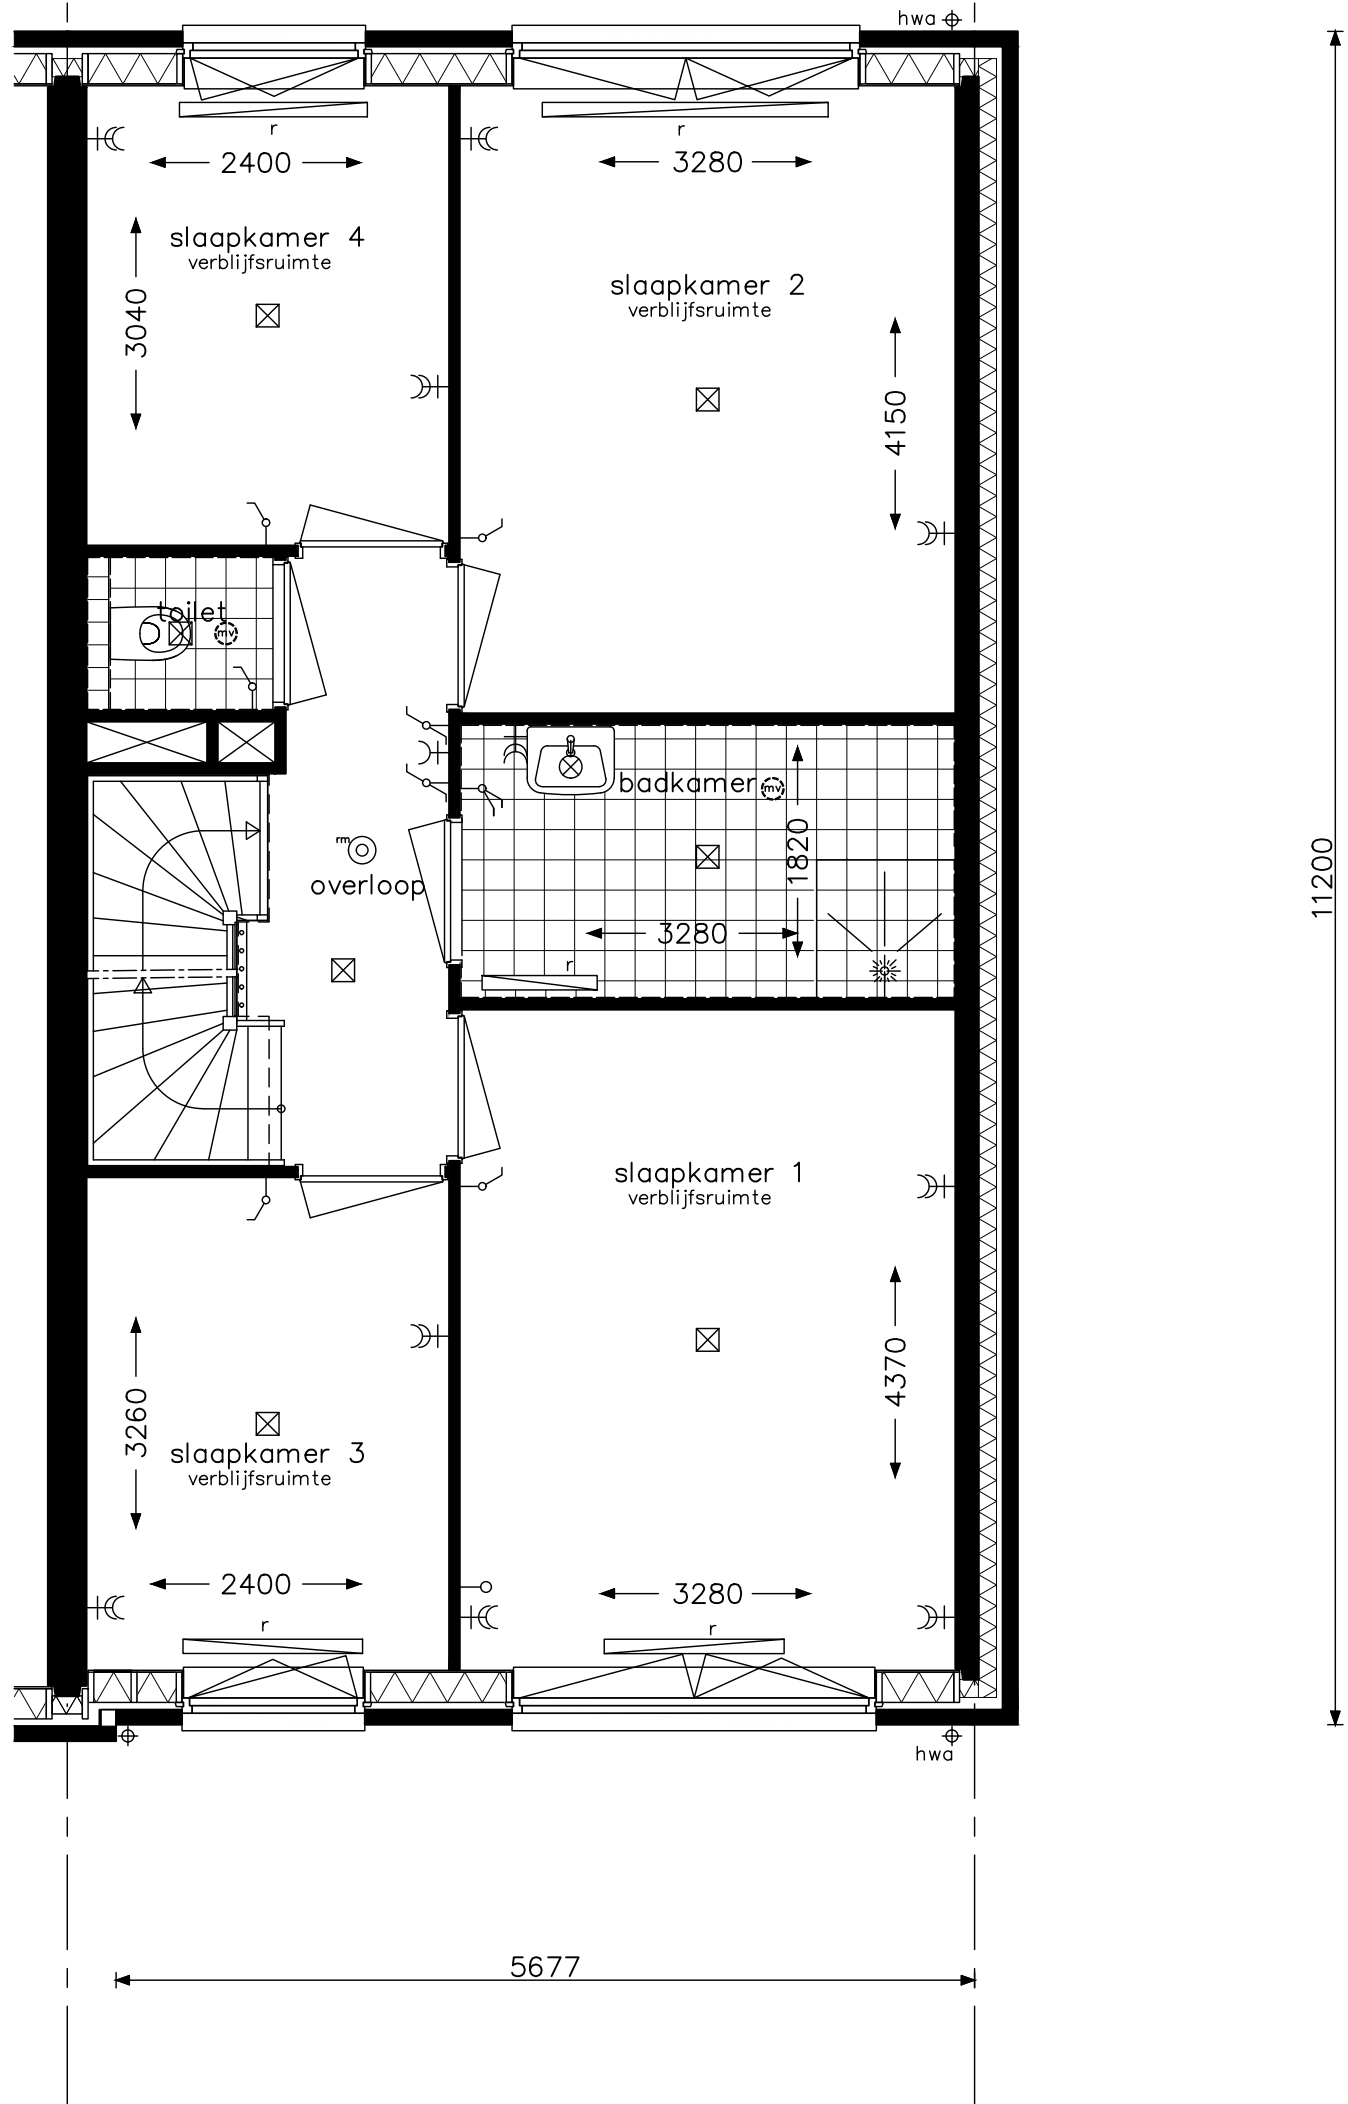 hwa
r
r
2400
3280
slaapkamer 4
verblijfsruimte
slaapkamer 2
verblijfsruimte
3040
4150
toilet
mv
badkamer
mv
1820
rm
overloop
11200
3280
r
slaapkamer 1
verblijfsruimte
4370
3260
slaapkamer 3
verblijfsruimte
2400
3280
r
r
hwa
5677